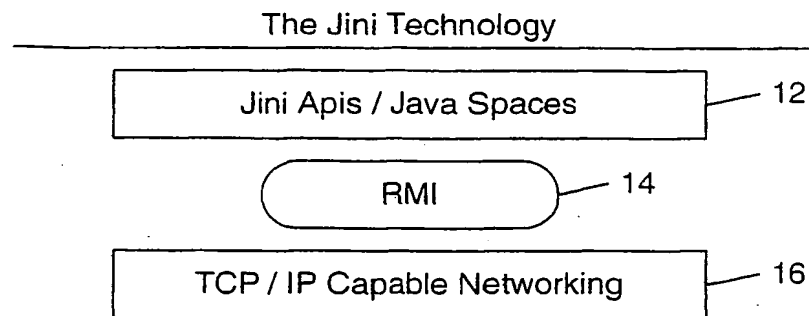 The Jini Technology
Jini Apis / Java Spaces
12
RMI
14
TCP / IP Capable Networking
16